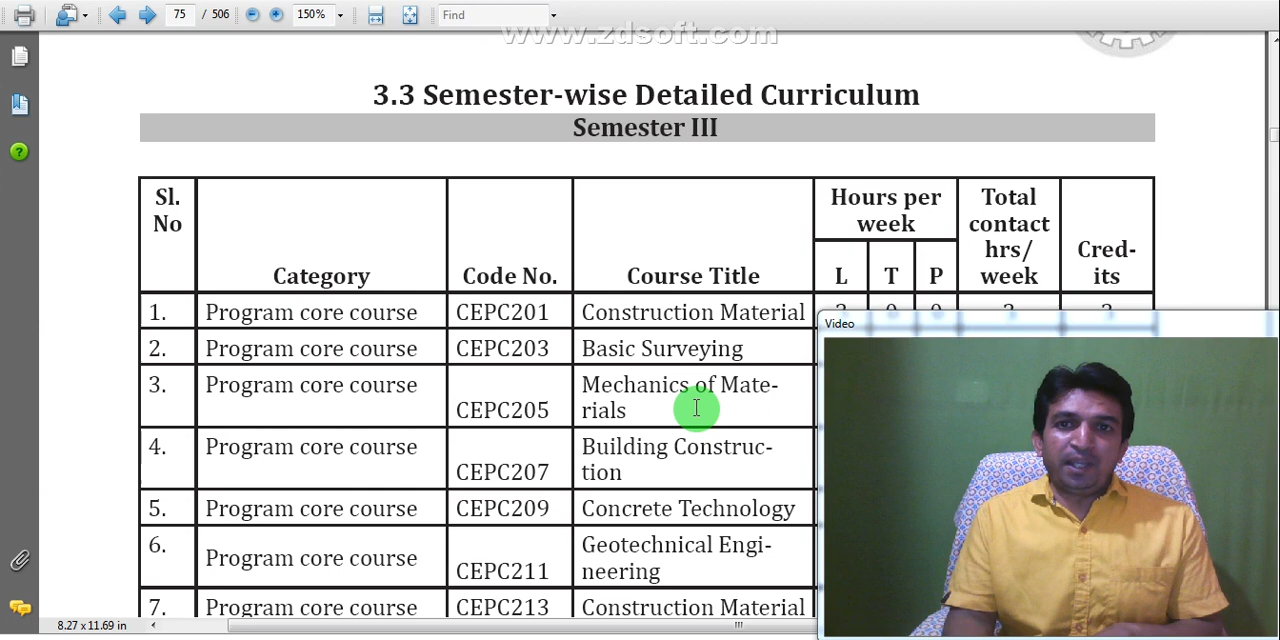 75 / 506 150% Find
www.zdsoft.com
3.3 Semester-wise Detailed Curriculum
Semester III
Sl. No Category Code No. Course Title Hours per week L T P Total contact hrs/ week Cred- its
1. Program core course CEPC201 Construction Material
Video
2. Program core course CEPC203 Basic Surveying
3. Program core course CEPC205 Mechanics of Mate-
rials
4. Program core course CEPC207 Building Construc-
tion
5. Program core course CEPC209 Concrete Technology
6. Program core course CEPC211 Geotechnical Engi-
neering
7. Program core course CEPC213 Construction Material
8.27 x 11.69 in